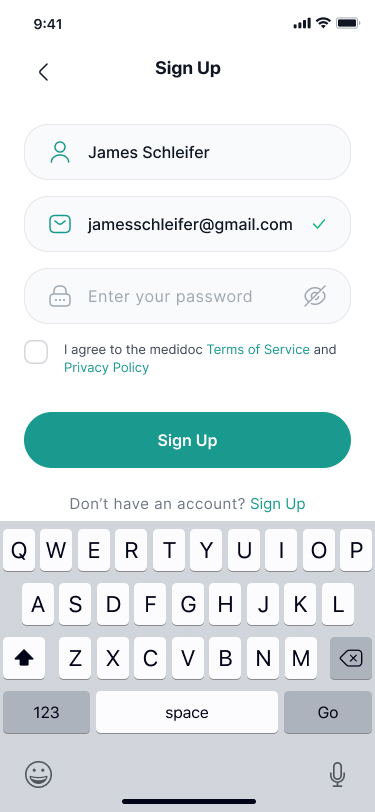 9:41
Sign Up
James Schleifer
jamesschleifer@gmail.com
Enter your password
I agree to the medidoc Terms of Service and
Privacy Policy
Sign Up
Don't have an account? Sign Up
Q W E R T Y U I O P
A S D F G H J K L
Z X C V B N M
123 space Go